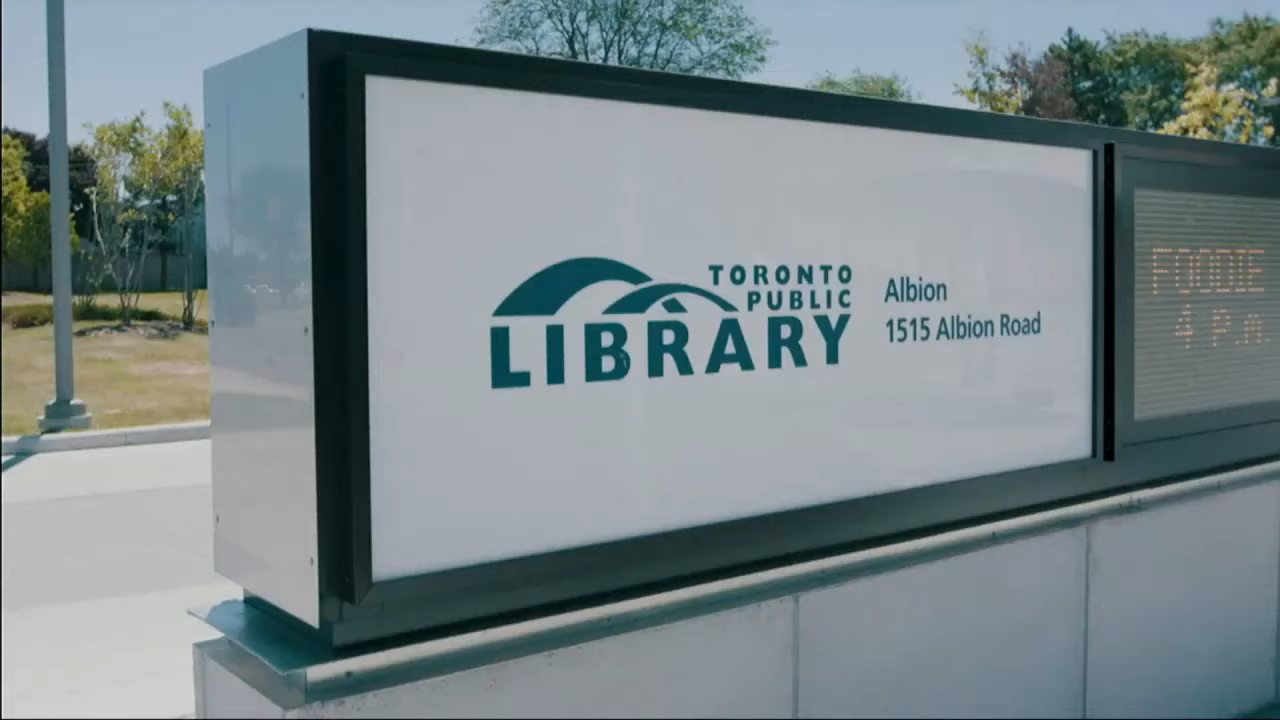 TORONTO
PUBLIC
LIBRARY
Albion
1515 Albion Road
FOODIE
4 P.m.